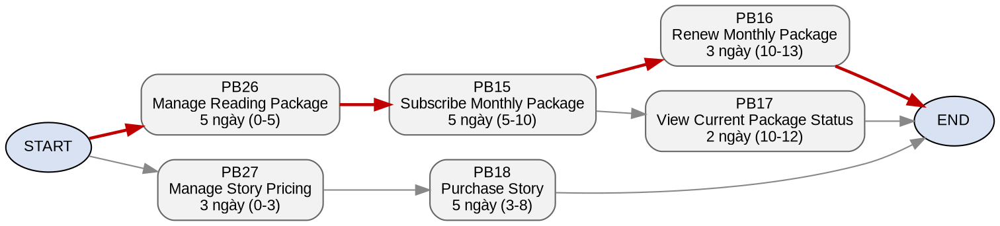 START
PB26
Manage Reading Package
5 ngày (0-5)
PB27
Manage Story Pricing
3 ngày (0-3)
PB15
Subscribe Monthly Package
5 ngày (5-10)
PB18
Purchase Story
5 ngày (3-8)
PB16
Renew Monthly Package
3 ngày (10-13)
PB17
View Current Package Status
2 ngày (10-12)
END